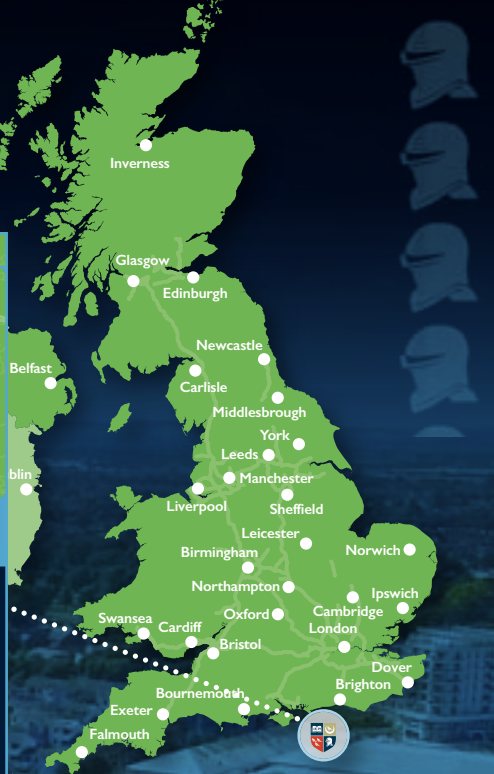 Inverness
Glasgow
Edinburgh
Newcastle
Carlisle
Belfast
Middlesbrough
York
Leeds
blin
Manchester
Liverpool
Sheffield
Leicester
Norwich
Birmingham
Northampton
Ipswich
Cambridge
Oxford
Swansea
Cardiff
London
Bristol
Dover
Brighton
Bournemouth
Exeter
Falmouth